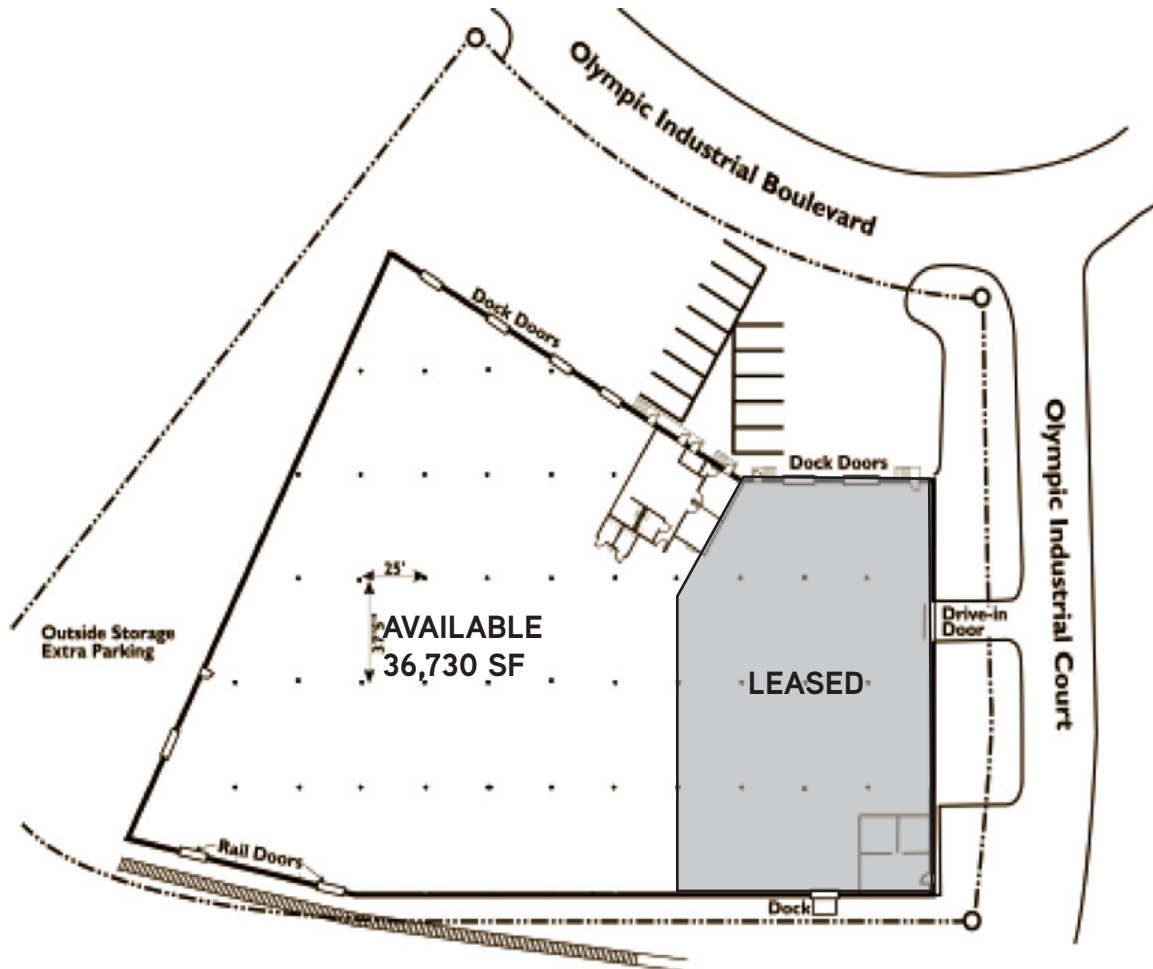 Olympic Industrial Boulevard
Dock Doors
Dock Doors
Olympic Industrial Court
25'
AVAILABLE
36,730 SF
Drive-in
Door
Outside Storage
Extra Parking
LEASED
Rail Doors
Dock